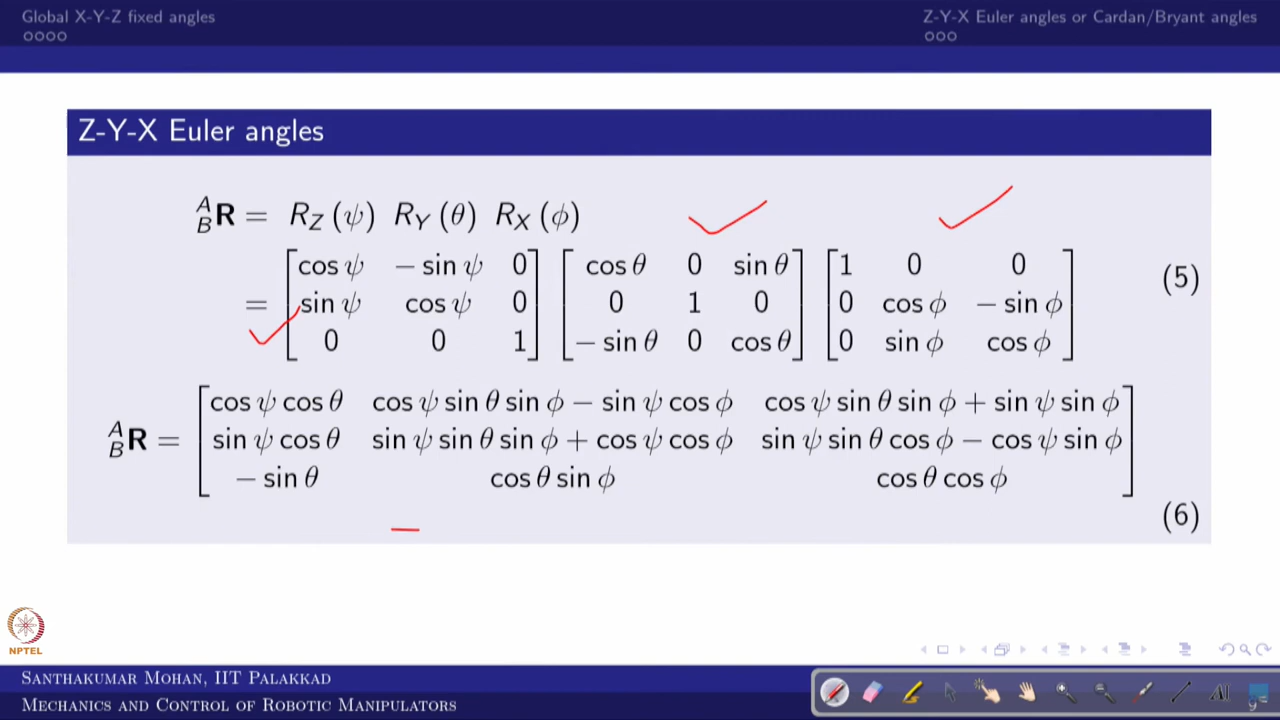 Global X-Y-Z fixed angles
Z-Y-X Euler angles or Cardan/Bryant angles
Z-Y-X Euler angles
A B R = R_Z (ψ) R_Y (θ) R_X (ϕ)
= [cos ψ − sin ψ 0] [cos θ 0 sin θ] [1 0 0]
[sin ψ cos ψ 0] [0 1 0] [0 cos ϕ − sin ϕ] (5)
[0 0 1] [− sin θ 0 cos θ] [0 sin ϕ cos ϕ]
[cos ψ cos θ cos ψ sin θ sin ϕ − sin ψ cos ϕ cos ψ sin θ sin ϕ + sin ψ sin ϕ]
A B R = [sin ψ cos θ sin ψ sin θ sin ϕ + cos ψ cos ϕ sin ψ sin θ cos ϕ − cos ψ sin ϕ]
[− sin θ cos θ sin ϕ cos θ cos ϕ]
(6)
NPTEL
Santhakumar Mohan, IIT Palakkad
Mechanics and Control of Robotic Manipulators
9